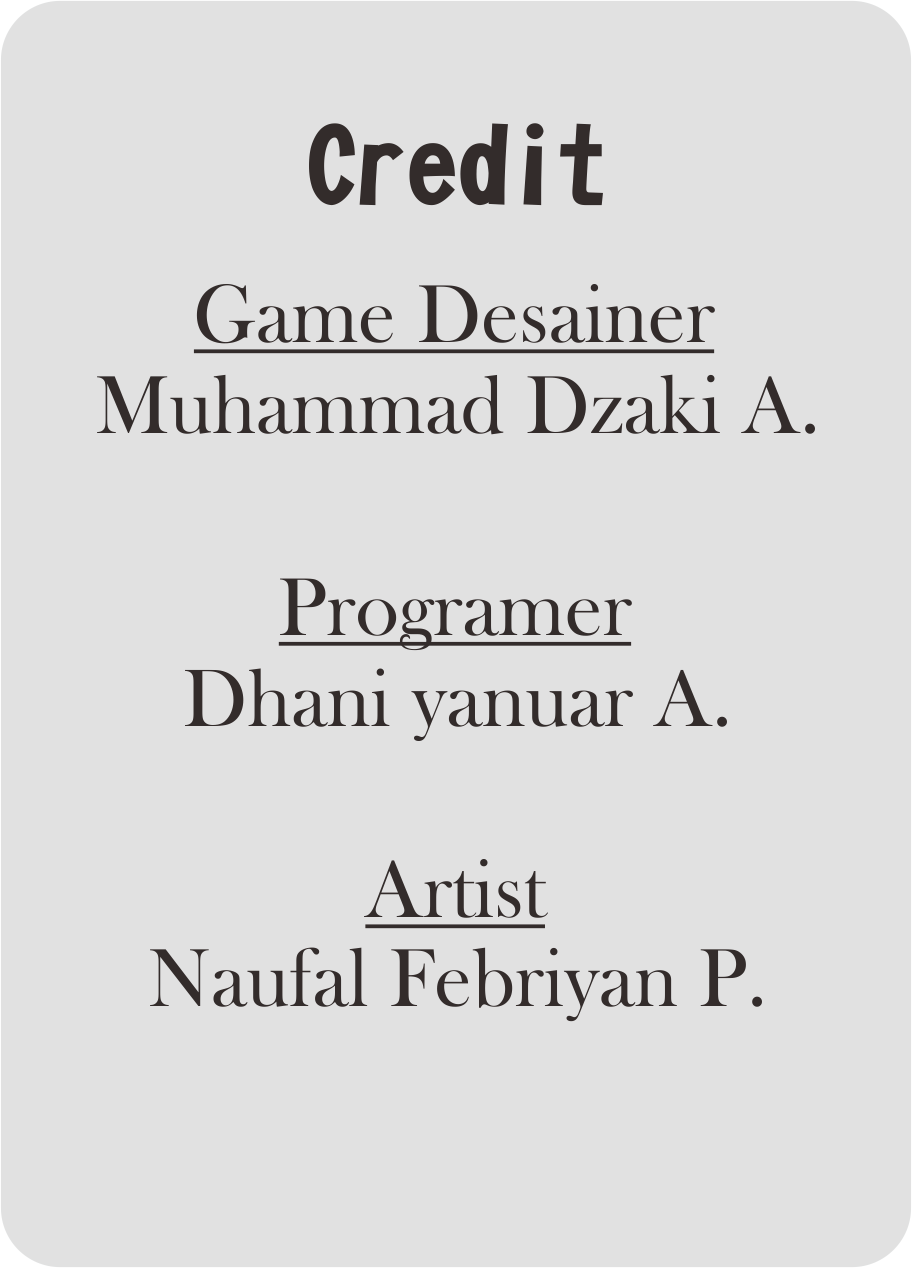 Credit
Game Desainer
Muhammad Dzaki A.
Programer
Dhani yanuar A.
Artist
Naufal Febriyan P.